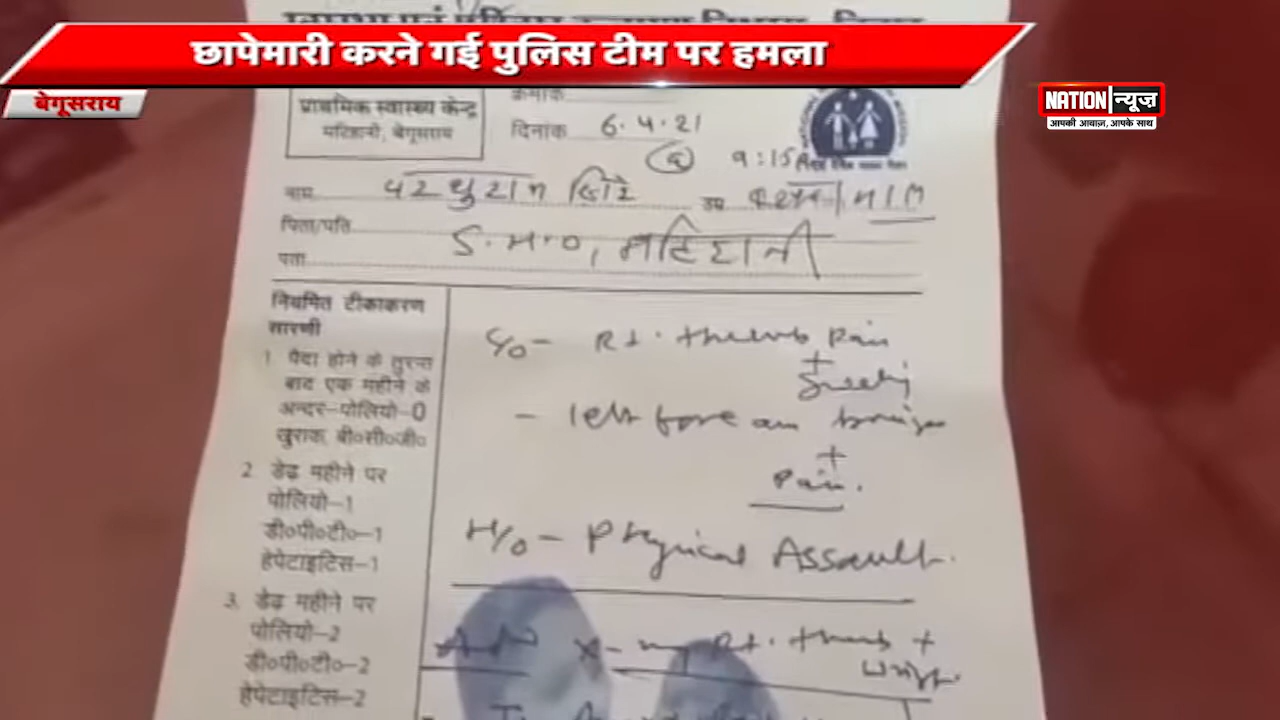 छापेमारी करने गई पुलिस टीम पर हमला
बेगूसराय
NATION न्यूज़
आपकी आवाज़, आपके साथ
प्राथमिक स्वास्थ्य केन्द्र
मटिहानी, बेगूसराय
क्रमांक
दिनांक 6.4.21
9:15
नाम
उम्र
पिता/पति
पता S.H.O, मटिहानी
नियमित टीकाकरण
सारणी
1 पैदा होने के तुरन्त
बाद एक महीने के
अन्दर-पोलियो-0
खुराक, बी०सी०जी०
2. डेढ़ महीने पर
पोलियो-1
डी०पी०टी०-1
हेपेटाइटिस-1
3. डेढ़ महीने पर
पोलियो-2
डी०पी०टी०-2
हेपेटाइटिस-2
C/o- Rt. thumb Pain
+
- left fore arm
+
Pain.
H/o- Physical Assault.
X-ray Rt. thumb +
wrist.